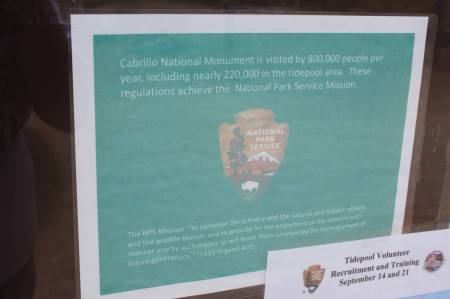 Cabrillo National Monument is visited by 800,000 people per
year, including nearly 220,000 in the tidepool area. These
regulations achieve the National Park Service Mission.
NATIONAL
PARK
SERVICE
The NPS Mission "to conserve the scenery and the natural and historic objects
and the wildlife therein and to provide for the enjoyment of the same in such
manner and by such means as will leave them unimpaired for the enjoyment of
future generations." (1916 Organic Act)
Tidepool Volunteer
Recruitment and Training
September 14 and 21